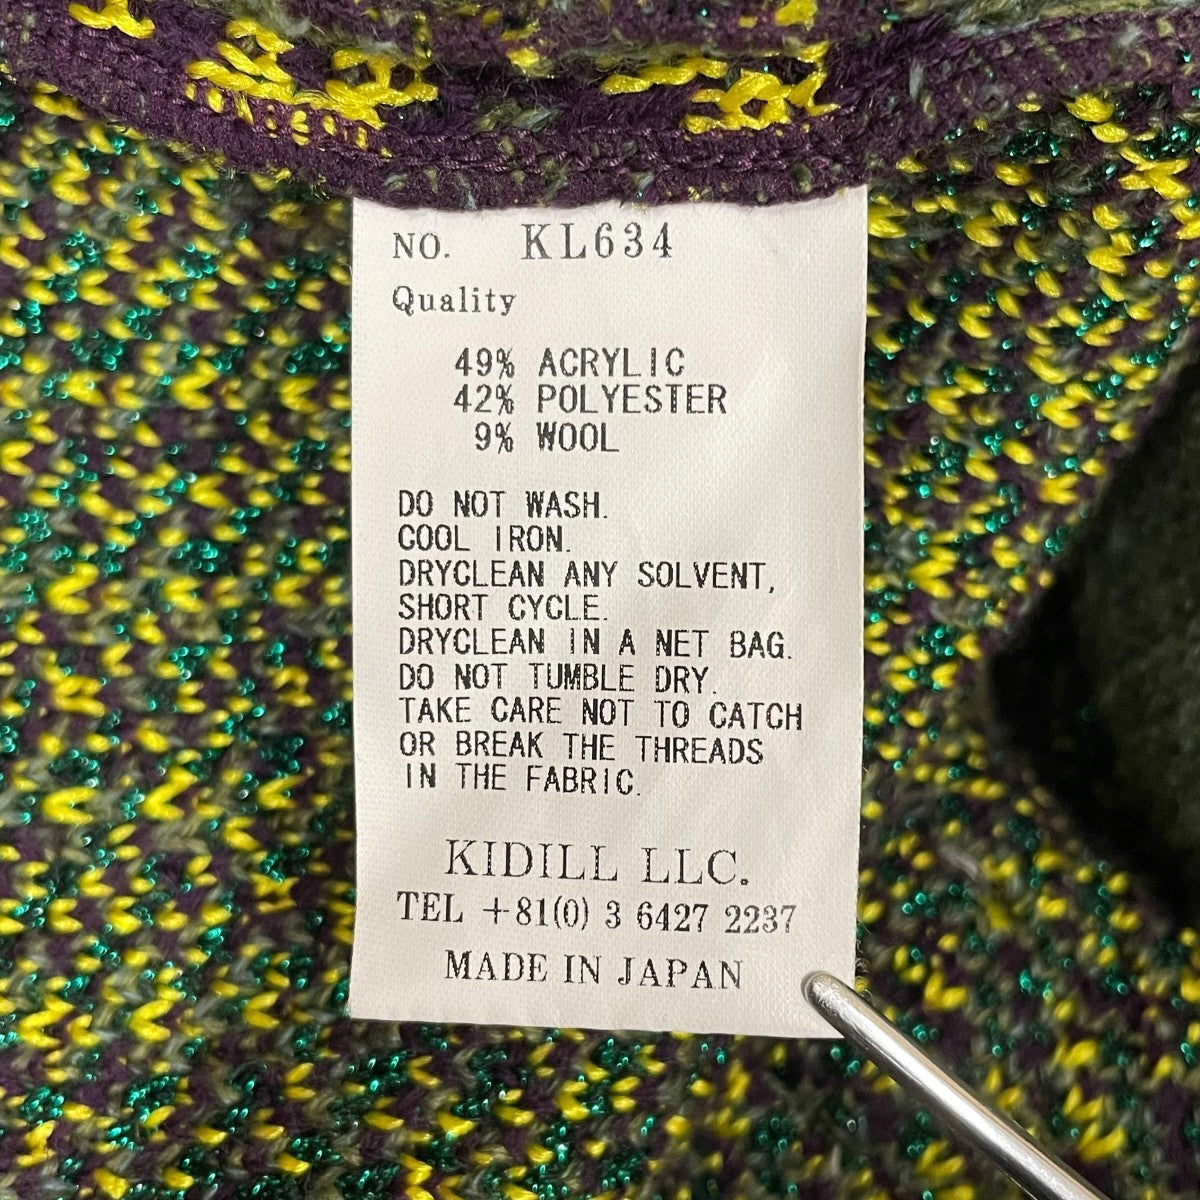 NO. KL634
Quality
49% ACRYLIC
42% POLYESTER
9% WOOL
DO NOT WASH.
COOL IRON.
DRYCLEAN ANY SOLVENT,
SHORT CYCLE.
DRYCLEAN IN A NET BAG.
DO NOT TUMBLE DRY.
TAKE CARE NOT TO CATCH
OR BREAK THE THREADS
IN THE FABRIC.
KIDILL LLC.
TEL +81(0) 3 6427 2237
MADE IN JAPAN